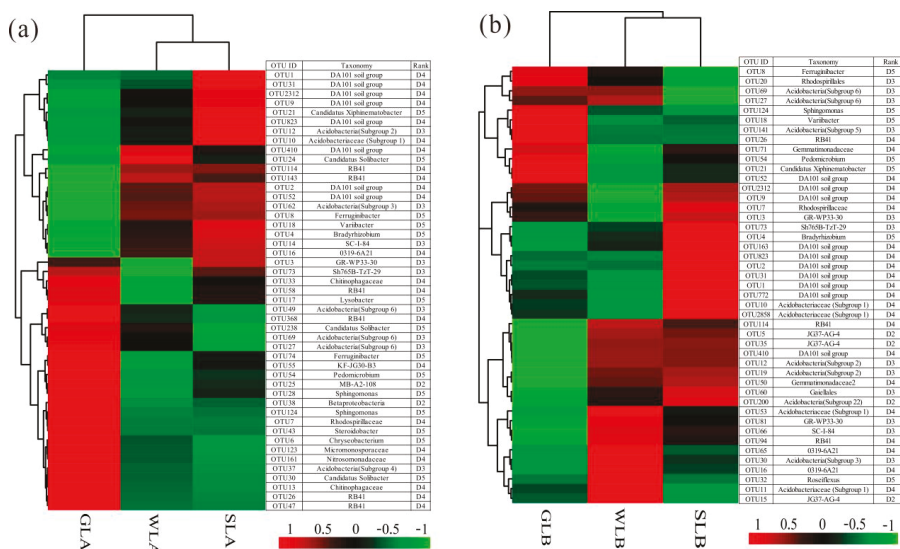 (a)
OTU ID Taxonomy Rank
OTU1 DA101 soil group D4
OTU31 DA101 soil group D4
OTU2312 DA101 soil group D4
OTU9 DA101 soil group D4
OTU21 Candidatus Xiphinematobacter D5
OTU823 DA101 soil group D4
OTU12 Acidobacteria(Subgroup 2) D3
OTU10 Acidobacteriaceae (Subgroup 1) D4
OTU410 DA101 soil group D4
OTU24 Candidatus Solibacter D5
OTU114 RB41 D4
OTU143 RB41 D4
OTU2 DA101 soil group D4
OTU52 DA101 soil group D4
OTU62 Acidobacteria(Subgroup 3) D3
OTU8 Ferruginibacter D5
OTU18 Variibacter D5
OTU4 Bradyrhizobium D5
OTU14 SC-I-84 D3
OTU16 0319-6A21 D4
OTU3 GR-WP33-30 D3
OTU73 Sh765B-TzT-29 D3
OTU33 Chitinophagaceae D4
OTU58 RB41 D4
OTU17 Lysobacter D5
OTU49 Acidobacteria(Subgroup 6) D3
OTU368 RB41 D4
OTU238 Candidatus Solibacter D5
OTU69 Acidobacteria(Subgroup 6) D3
OTU27 Acidobacteria(Subgroup 6) D3
OTU74 Ferruginibacter D5
OTU55 KF-JG30-B3 D4
OTU54 Pedomicrobium D5
OTU25 MB-A2-108 D2
OTU28 Sphingomonas D5
OTU38 Betaproteobacteria D2
OTU124 Sphingomonas D5
OTU7 Rhodospirillaceae D4
OTU43 Steroidobacter D5
OTU6 Chryseobacterium D5
OTU123 Micromonosporaceae D4
OTU161 Nitrosomonadaceae D4
OTU37 Acidobacteria(Subgroup 4) D3
OTU30 Candidatus Solibacter D5
OTU13 Chitinophagaceae D4
OTU26 RB41 D4
OTU47 RB41 D4
GLA WLA SLA
1 0.5 0 -0.5 -1
(b)
OTU ID Taxonomy Rank
OTU8 Ferruginibacter D5
OTU20 Rhodospirillales D3
OTU69 Acidobacteria(Subgroup 6) D3
OTU27 Acidobacteria(Subgroup 6) D3
OTU124 Sphingomonas D5
OTU18 Variibacter D5
OTU141 Acidobacteria(Subgroup 5) D3
OTU26 RB41 D4
OTU71 Gemmatimonadaceae D4
OTU54 Pedomicrobium D5
OTU21 Candidatus Xiphinematobacter D5
OTU52 DA101 soil group D4
OTU2312 DA101 soil group D4
OTU9 DA101 soil group D4
OTU7 Rhodospirillaceae D4
OTU3 GR-WP33-30 D3
OTU73 Sh765B-TzT-29 D3
OTU4 Bradyrhizobium D5
OTU163 DA101 soil group D4
OTU823 DA101 soil group D4
OTU2 DA101 soil group D4
OTU31 DA101 soil group D4
OTU1 DA101 soil group D4
OTU772 DA101 soil group D4
OTU10 Acidobacteriaceae (Subgroup 1) D4
OTU2858 Acidobacteriaceae (Subgroup 1) D4
OTU114 RB41 D4
OTU5 JG37-AG-4 D2
OTU35 JG37-AG-4 D2
OTU410 DA101 soil group D4
OTU12 Acidobacteria(Subgroup 2) D3
OTU19 Acidobacteria(Subgroup 2) D3
OTU50 Gemmatimonadaceae2 D4
OTU60 Gaiellales D3
OTU200 Acidobacteria(Subgroup 22) D2
OTU53 Acidobacteriaceae (Subgroup 1) D4
OTU81 GR-WP33-30 D3
OTU66 SC-I-84 D3
OTU94 RB41 D4
OTU65 0319-6A21 D4
OTU30 Acidobacteria(Subgroup 3) D3
OTU16 0319-6A21 D4
OTU32 Roseiflexus D5
OTU11 Acidobacteriaceae (Subgroup 1) D4
OTU15 JG37-AG-4 D2
GLB WLB SLB
1 0.5 0 -0.5 -1